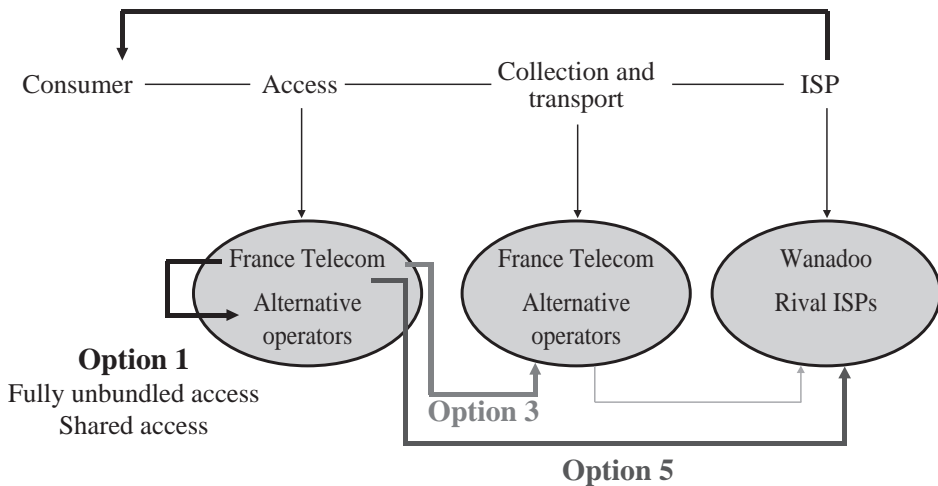 Consumer
Access
Collection and
transport
ISP
France Telecom
Alternative
operators
France Telecom
Alternative
operators
Wanadoo
Rival ISPs
Option 1
Fully unbundled access
Shared access
Option 3
Option 5